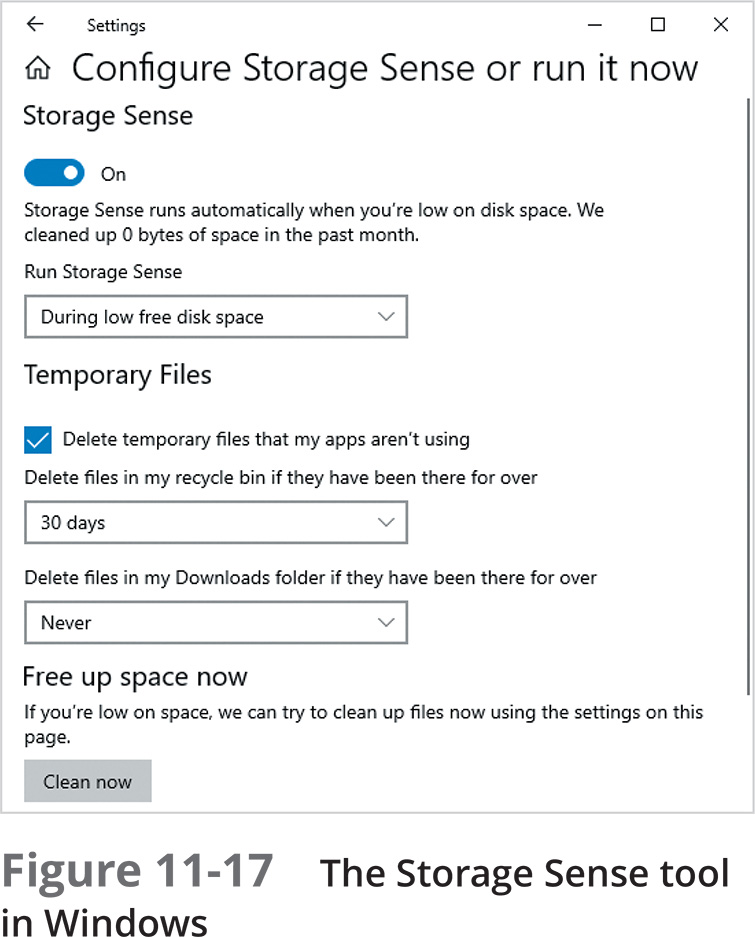 Settings
Configure Storage Sense or run it now
Storage Sense
On
Storage Sense runs automatically when you’re low on disk space. We
cleaned up 0 bytes of space in the past month.
Run Storage Sense
During low free disk space
Temporary Files
Delete temporary files that my apps aren’t using
Delete files in my recycle bin if they have been there for over
30 days
Delete files in my Downloads folder if they have been there for over
Never
Free up space now
If you’re low on space, we can try to clean up files now using the settings on this
page.
Clean now
Figure 11-17 The Storage Sense tool
in Windows